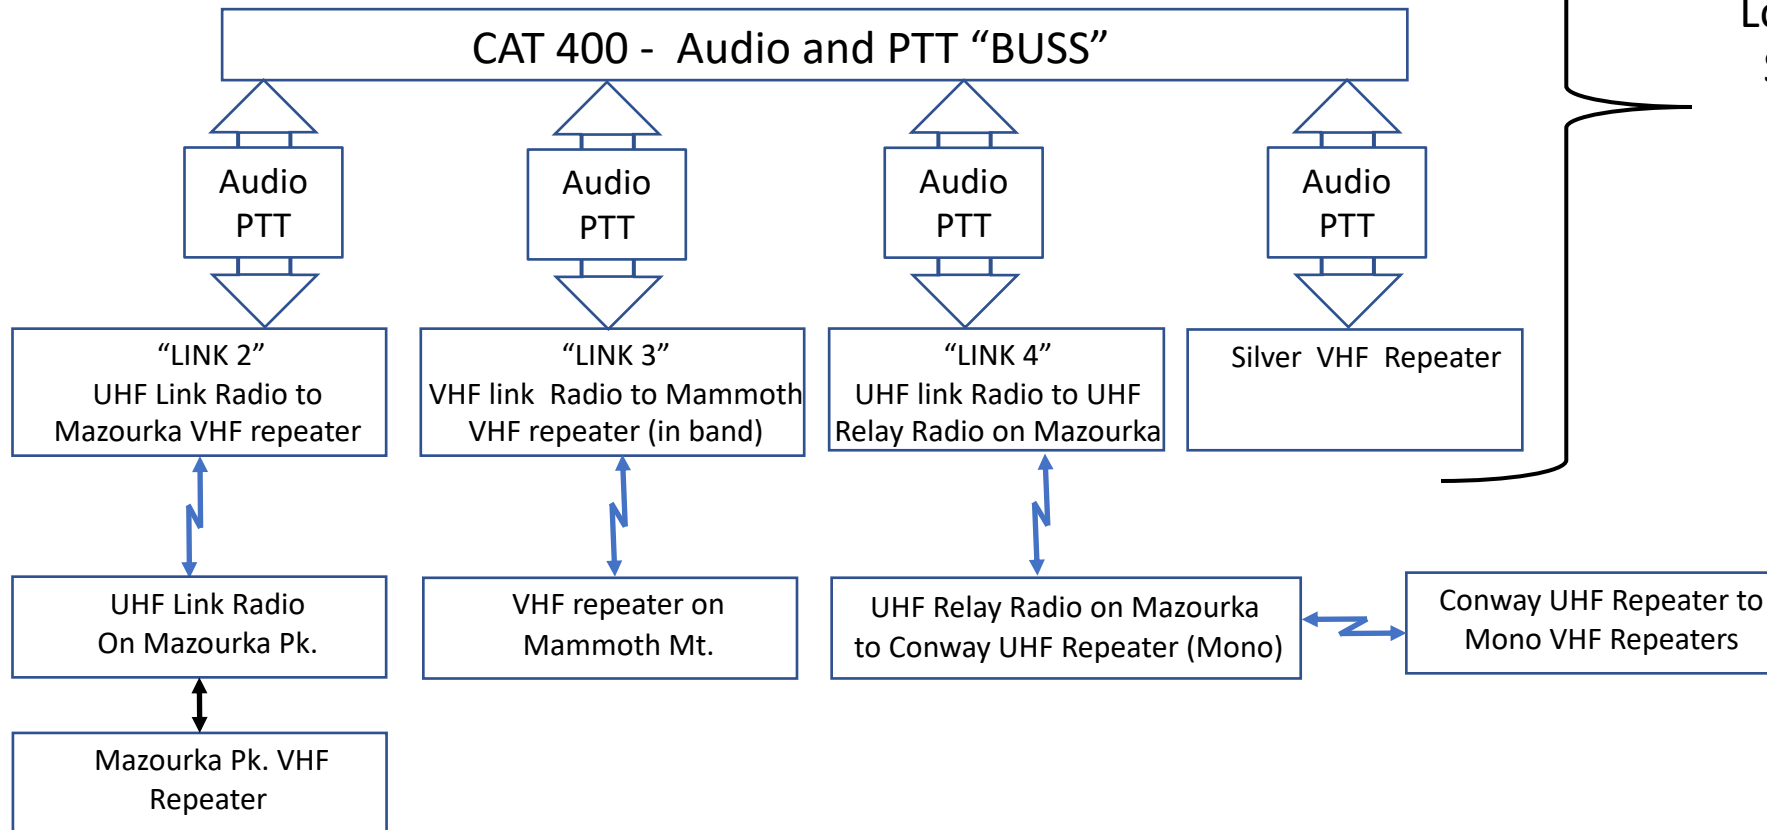 CAT 400 - Audio and PTT “BUSS”
Audio
PTT
Audio
PTT
Audio
PTT
Audio
PTT
“LINK 2”
UHF Link Radio to
Mazourka VHF repeater
“LINK 3”
VHF link Radio to Mammoth
VHF repeater (in band)
“LINK 4”
UHF link Radio to UHF
Relay Radio on Mazourka
Silver VHF Repeater
UHF Link Radio
On Mazourka Pk.
VHF repeater on
Mammoth Mt.
UHF Relay Radio on Mazourka
to Conway UHF Repeater (Mono)
Conway UHF Repeater to
Mono VHF Repeaters
Mazourka Pk. VHF
Repeater